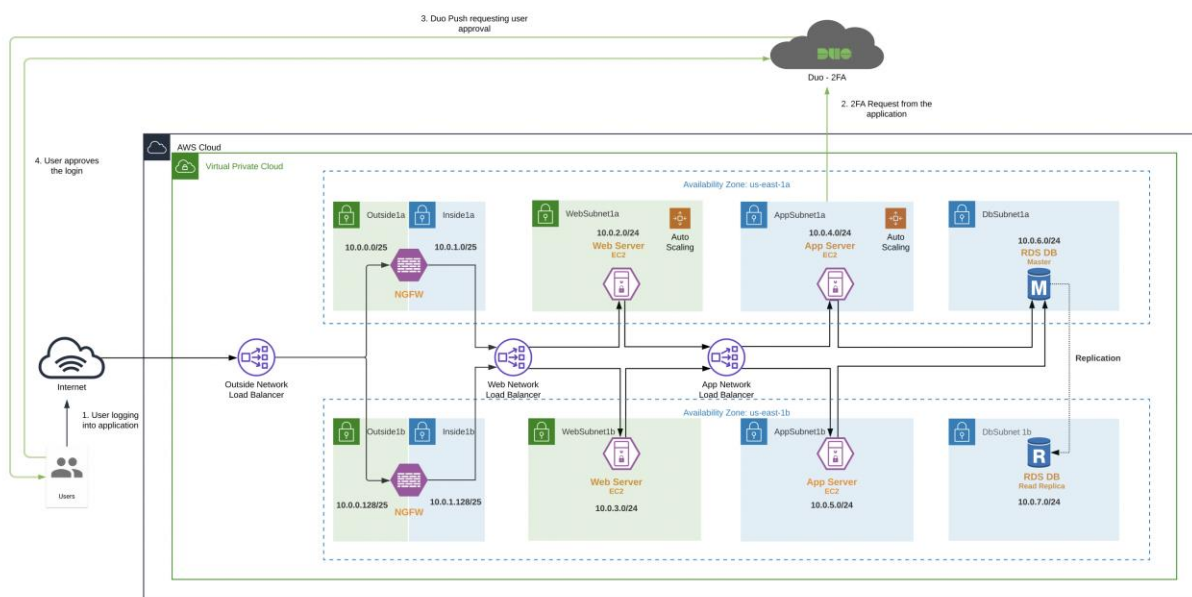 3. Duo Push requesting user
approval
DUO
Duo - 2FA
2. 2FA Request from the
application
AWS Cloud
4. User approves
the login
Virtual Private Cloud
Availability Zone: us-east-1a
Outside1a
Inside1a
10.0.0.0/25
10.0.1.0/25
NGFW
WebSubnet1a
10.0.2.0/24
Web Server
EC2
Auto
Scaling
AppSubnet1a
10.0.4.0/24
App Server
EC2
Auto
Scaling
DbSubnet1a
10.0.6.0/24
RDS DB
Master
M
Replication
Internet
Outside Network
Load Balancer
Web Network
Load Balancer
App Network
Load Balancer
1. User logging
into application
Users
Availability Zone: us-east-1b
Outside1b
Inside1b
10.0.0.128/25
10.0.1.128/25
NGFW
WebSubnet1b
Web Server
EC2
10.0.3.0/24
AppSubnet1b
App Server
EC2
10.0.5.0/24
DbSubnet 1b
R
RDS DB
Read Replica
10.0.7.0/24